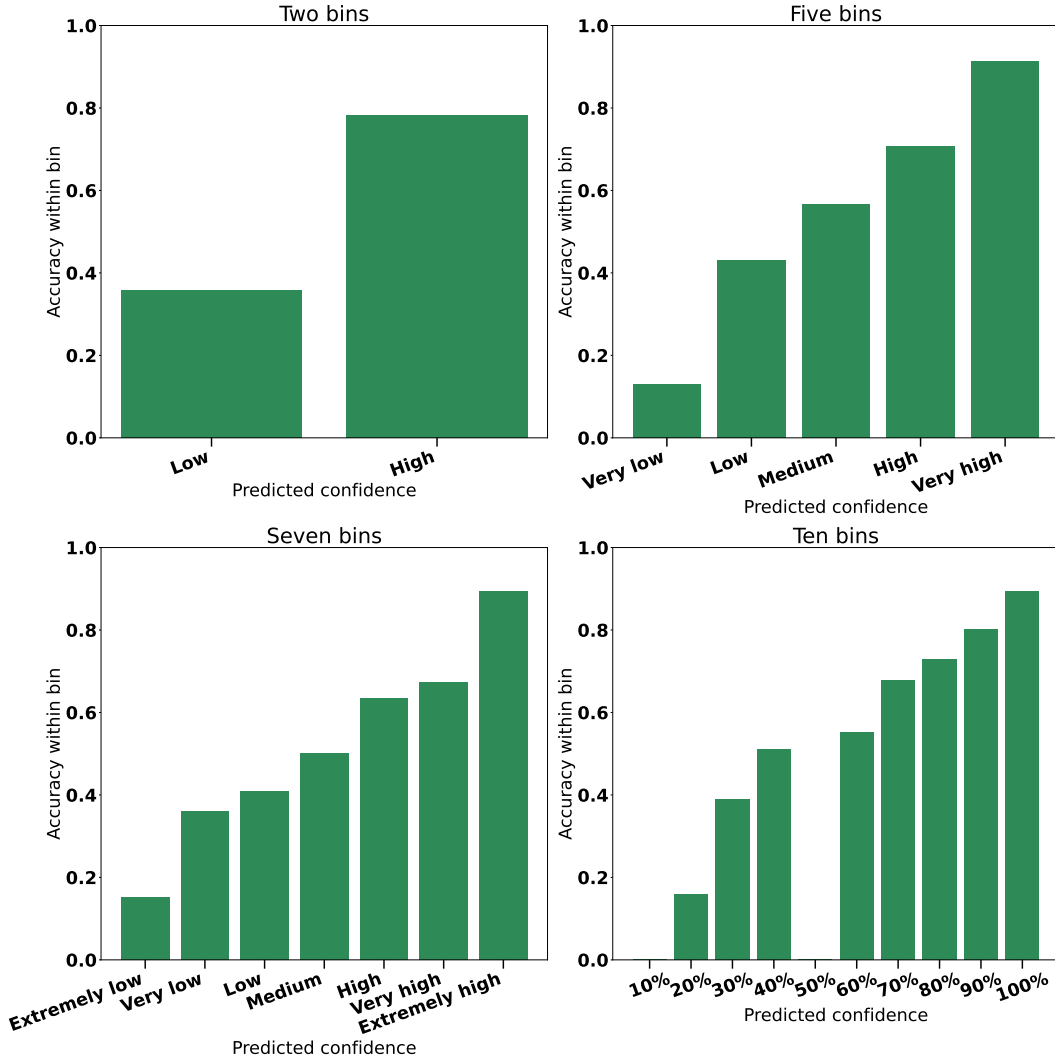 Two bins
1.0
0.8
0.6
0.4
0.2
0.0
Accuracy within bin
Low
High
Predicted confidence
Five bins
1.0
0.8
0.6
0.4
0.2
0.0
Accuracy within bin
Very low
Low
Medium
High
Very high
Predicted confidence
Seven bins
1.0
0.8
0.6
0.4
0.2
0.0
Accuracy within bin
Extremely low
Very low
Low
Medium
High
Very high
Extremely high
Predicted confidence
Ten bins
1.0
0.8
0.6
0.4
0.2
0.0
Accuracy within bin
10%
20%
30%
40%
50%
60%
70%
80%
90%
100%
Predicted confidence